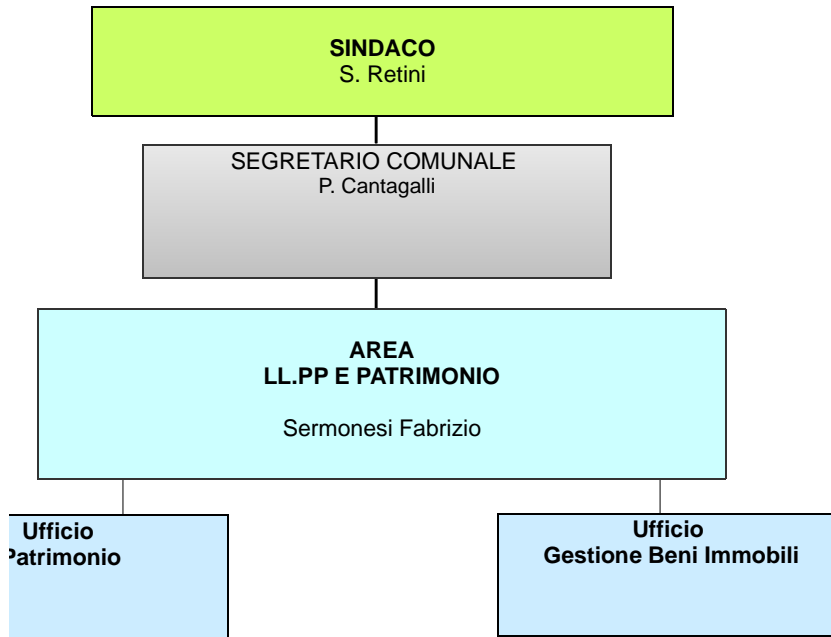 SINDACO
S. Retini
SEGRETARIO COMUNALE
P. Cantagalli
AREA
LL.PP E PATRIMONIO
Sermonesi Fabrizio
Ufficio
Patrimonio
Ufficio
Gestione Beni Immobili